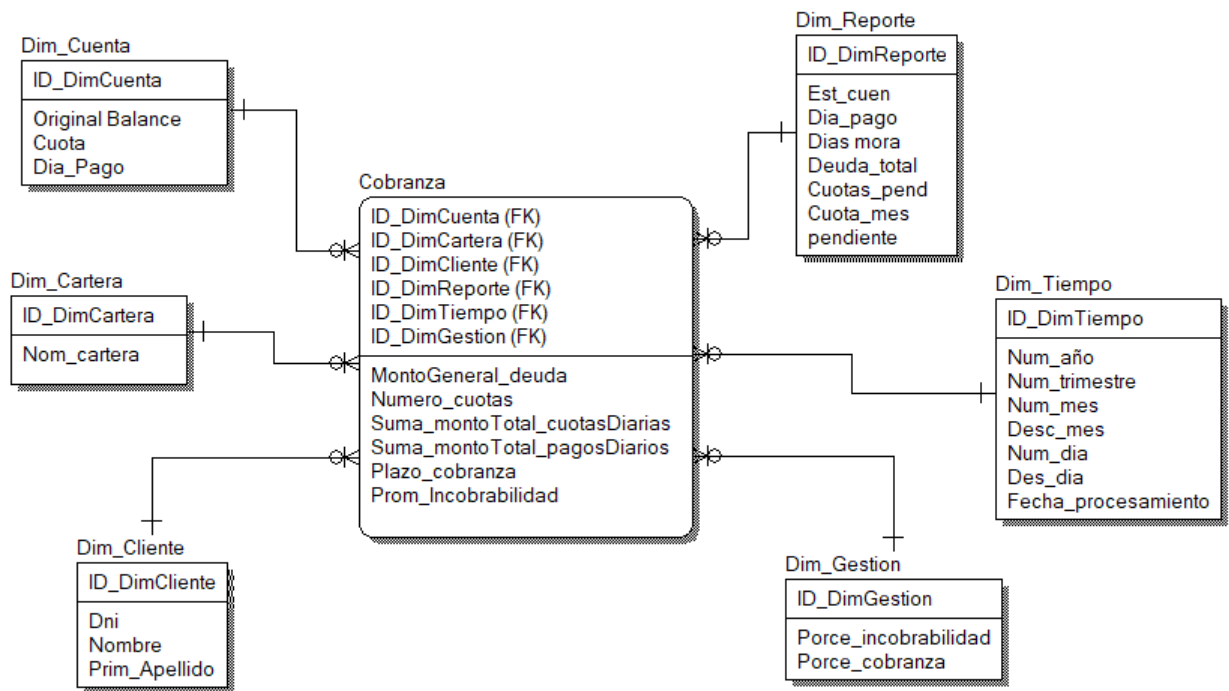 Dim_Cuenta
ID_DimCuenta
Original Balance
Cuota
Dia_Pago
Dim_Cartera
ID_DimCartera
Nom_cartera
Dim_Cliente
ID_DimCliente
Dni
Nombre
Prim_Apellido
Cobranza
ID_DimCuenta (FK)
ID_DimCartera (FK)
ID_DimCliente (FK)
ID_DimReporte (FK)
ID_DimTiempo (FK)
ID_DimGestion (FK)
MontoGeneral_deuda
Numero_cuotas
Suma_montoTotal_cuotasDiarias
Suma_montoTotal_pagosDiarios
Plazo_cobranza
Prom_Incobrabilidad
Dim_Reporte
ID_DimReporte
Est_cuen
Dia_pago
Dias mora
Deuda_total
Cuotas_pend
Cuota_mes
pendiente
Dim_Tiempo
ID_DimTiempo
Num_año
Num_trimestre
Num_mes
Desc_mes
Num_dia
Des_dia
Fecha_procesamiento
Dim_Gestion
ID_DimGestion
Porce_incobrabilidad
Porce_cobranza